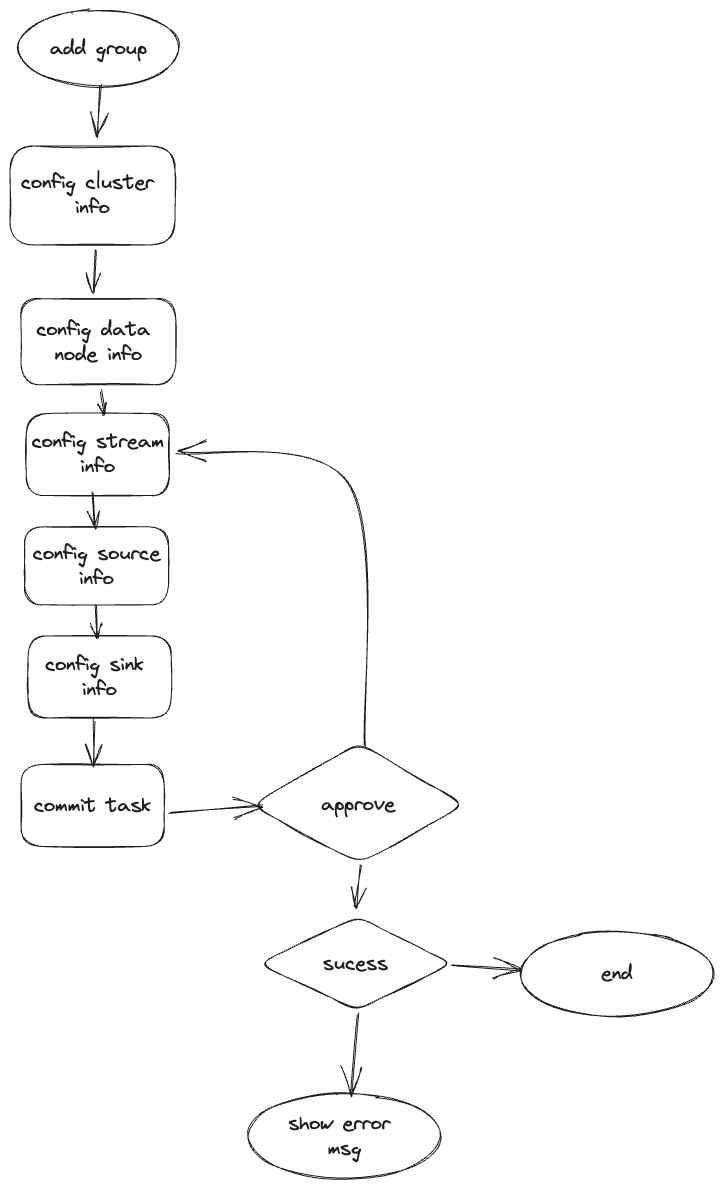 add group
config cluster
info
config data
node info
config stream
info
config source
info
config sink
info
commit task
approve
sucess
end
show error
msg